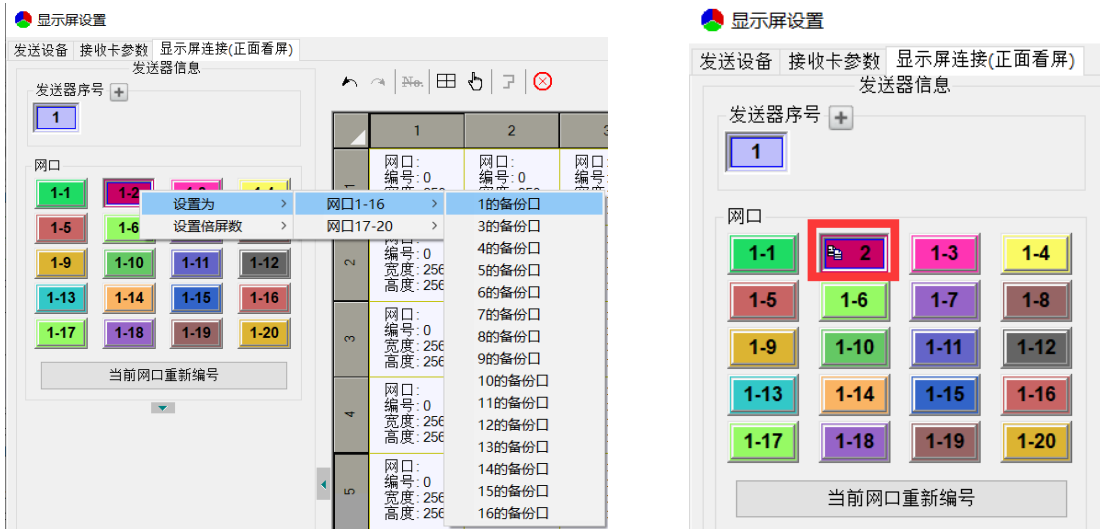 显示屏设置
发送设备 接收卡参数 显示屏连接(正面看屏)
发送器信息
发送器序号 +
1
网口
1-1 1-2
1-5 1-6
1-9 1-10 1-11 1-12
1-13 1-14 1-15 1-16
1-17 1-18 1-19 1-20
当前网口重新编号
No.
1 2 3
网口: 网口: 网口:
编号: 0 编号: 0 编号:
设置为 >
设置倍屏数 >
网口1-16 >
网口17-20 >
1的备份口
3的备份口
4的备份口
5的备份口
6的备份口
7的备份口
8的备份口
9的备份口
10的备份口
11的备份口
12的备份口
13的备份口
14的备份口
15的备份口
16的备份口
2
编号: 0
宽度: 256
高度: 256
3
网口:
编号: 0
宽度: 256
高度: 256
4
网口:
编号: 0
宽度: 256
高度: 256
5
网口:
编号: 0
宽度: 256
高度: 256
显示屏设置
发送设备 接收卡参数 显示屏连接(正面看屏)
发送器信息
发送器序号 +
1
网口
1-1 2 1-3 1-4
1-5 1-6 1-7 1-8
1-9 1-10 1-11 1-12
1-13 1-14 1-15 1-16
1-17 1-18 1-19 1-20
当前网口重新编号